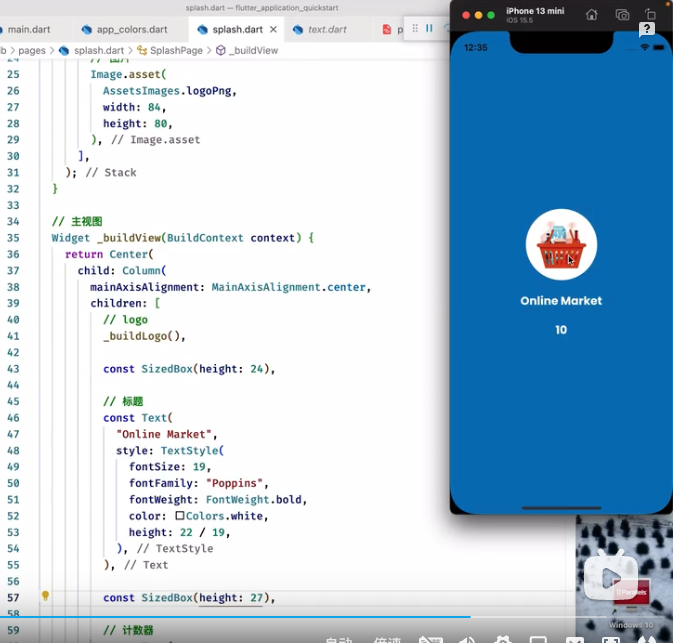 splash.dart — flutter_application_quickstart
main.dart
app_colors.dart
splash.dart
text.dart
p
b > pages > splash.dart > SplashPage > _buildView
24 // 图片
25 Image.asset(
26 AssetsImages.logoPng,
27 width: 84,
28 height: 80,
29 ), // Image.asset
30 ],
31 ); // Stack
32 }
33
34 // 主视图
35 Widget _buildView(BuildContext context) {
36 return Center(
37 child: Column(
38 mainAxisAlignment: MainAxisAlignment.center,
39 children: [
40 // logo
41 _buildLogo(),
42
43 const SizedBox(height: 24),
44
45 // 标题
46 const Text(
47 "Online Market",
48 style: TextStyle(
49 fontSize: 19,
50 fontFamily: "Poppins",
51 fontWeight: FontWeight.bold,
52 color: Colors.white,
53 height: 22 / 19,
54 ), // TextStyle
55 ), // Text
56
57 const SizedBox(height: 27),
58
59 // 计数器
iPhone 13 mini
iOS 15.5
?
12:35
Online Market
10
Parallels
Windows 10
自动
倍速